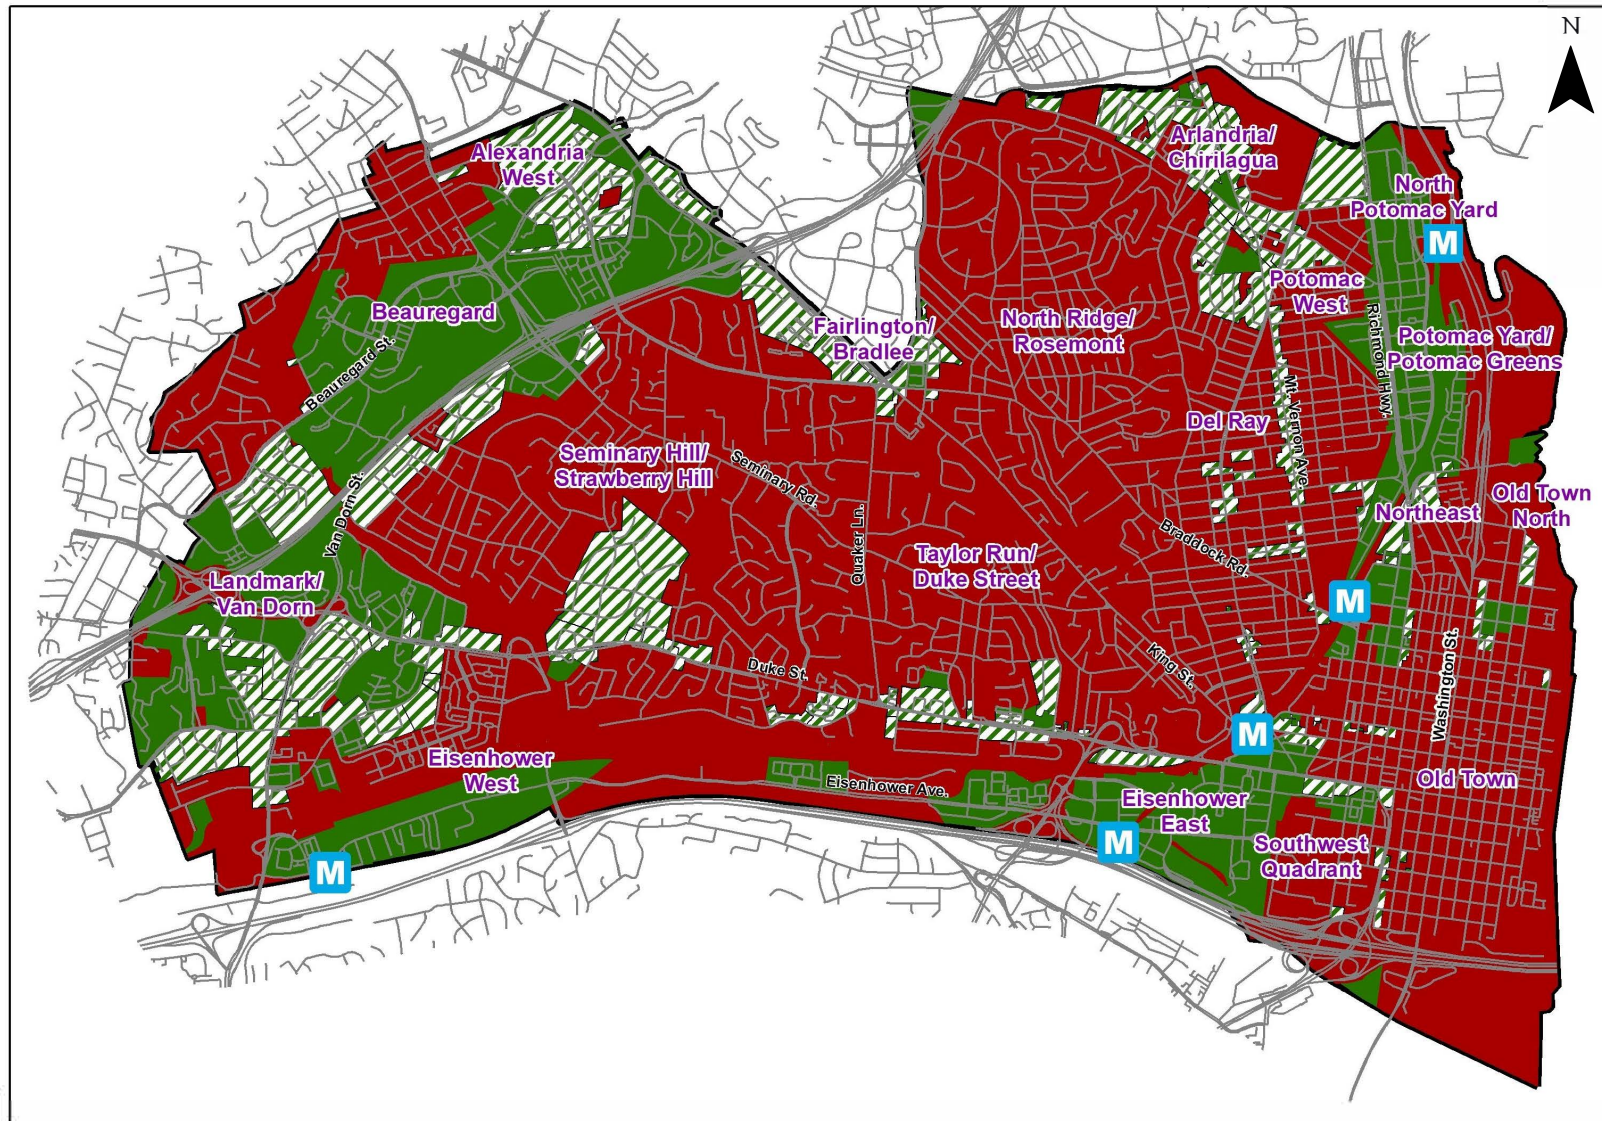 N
Alexandria
West
Arlandria/
Chirilagua
North
Potomac Yard
M
Potomac
West
Beauregard
Fairlington/
Bradlee
North Ridge/
Rosemont
Richmond Hwy.
Potomac Yard/
Potomac Greens
Beauregard St.
Mt. Vernon Ave.
Del Ray
Seminary Hill/
Strawberry Hill
Seminary Rd.
Van Dorn St.
Quaker Ln.
Braddock Rd.
Northeast
Old Town
North
Landmark/
Van Dorn
Taylor Run/
Duke Street
M
Duke St.
King St.
Washington St.
M
Eisenhower
West
Eisenhower Ave.
Eisenhower
East
Old Town
M
Southwest
Quadrant
M